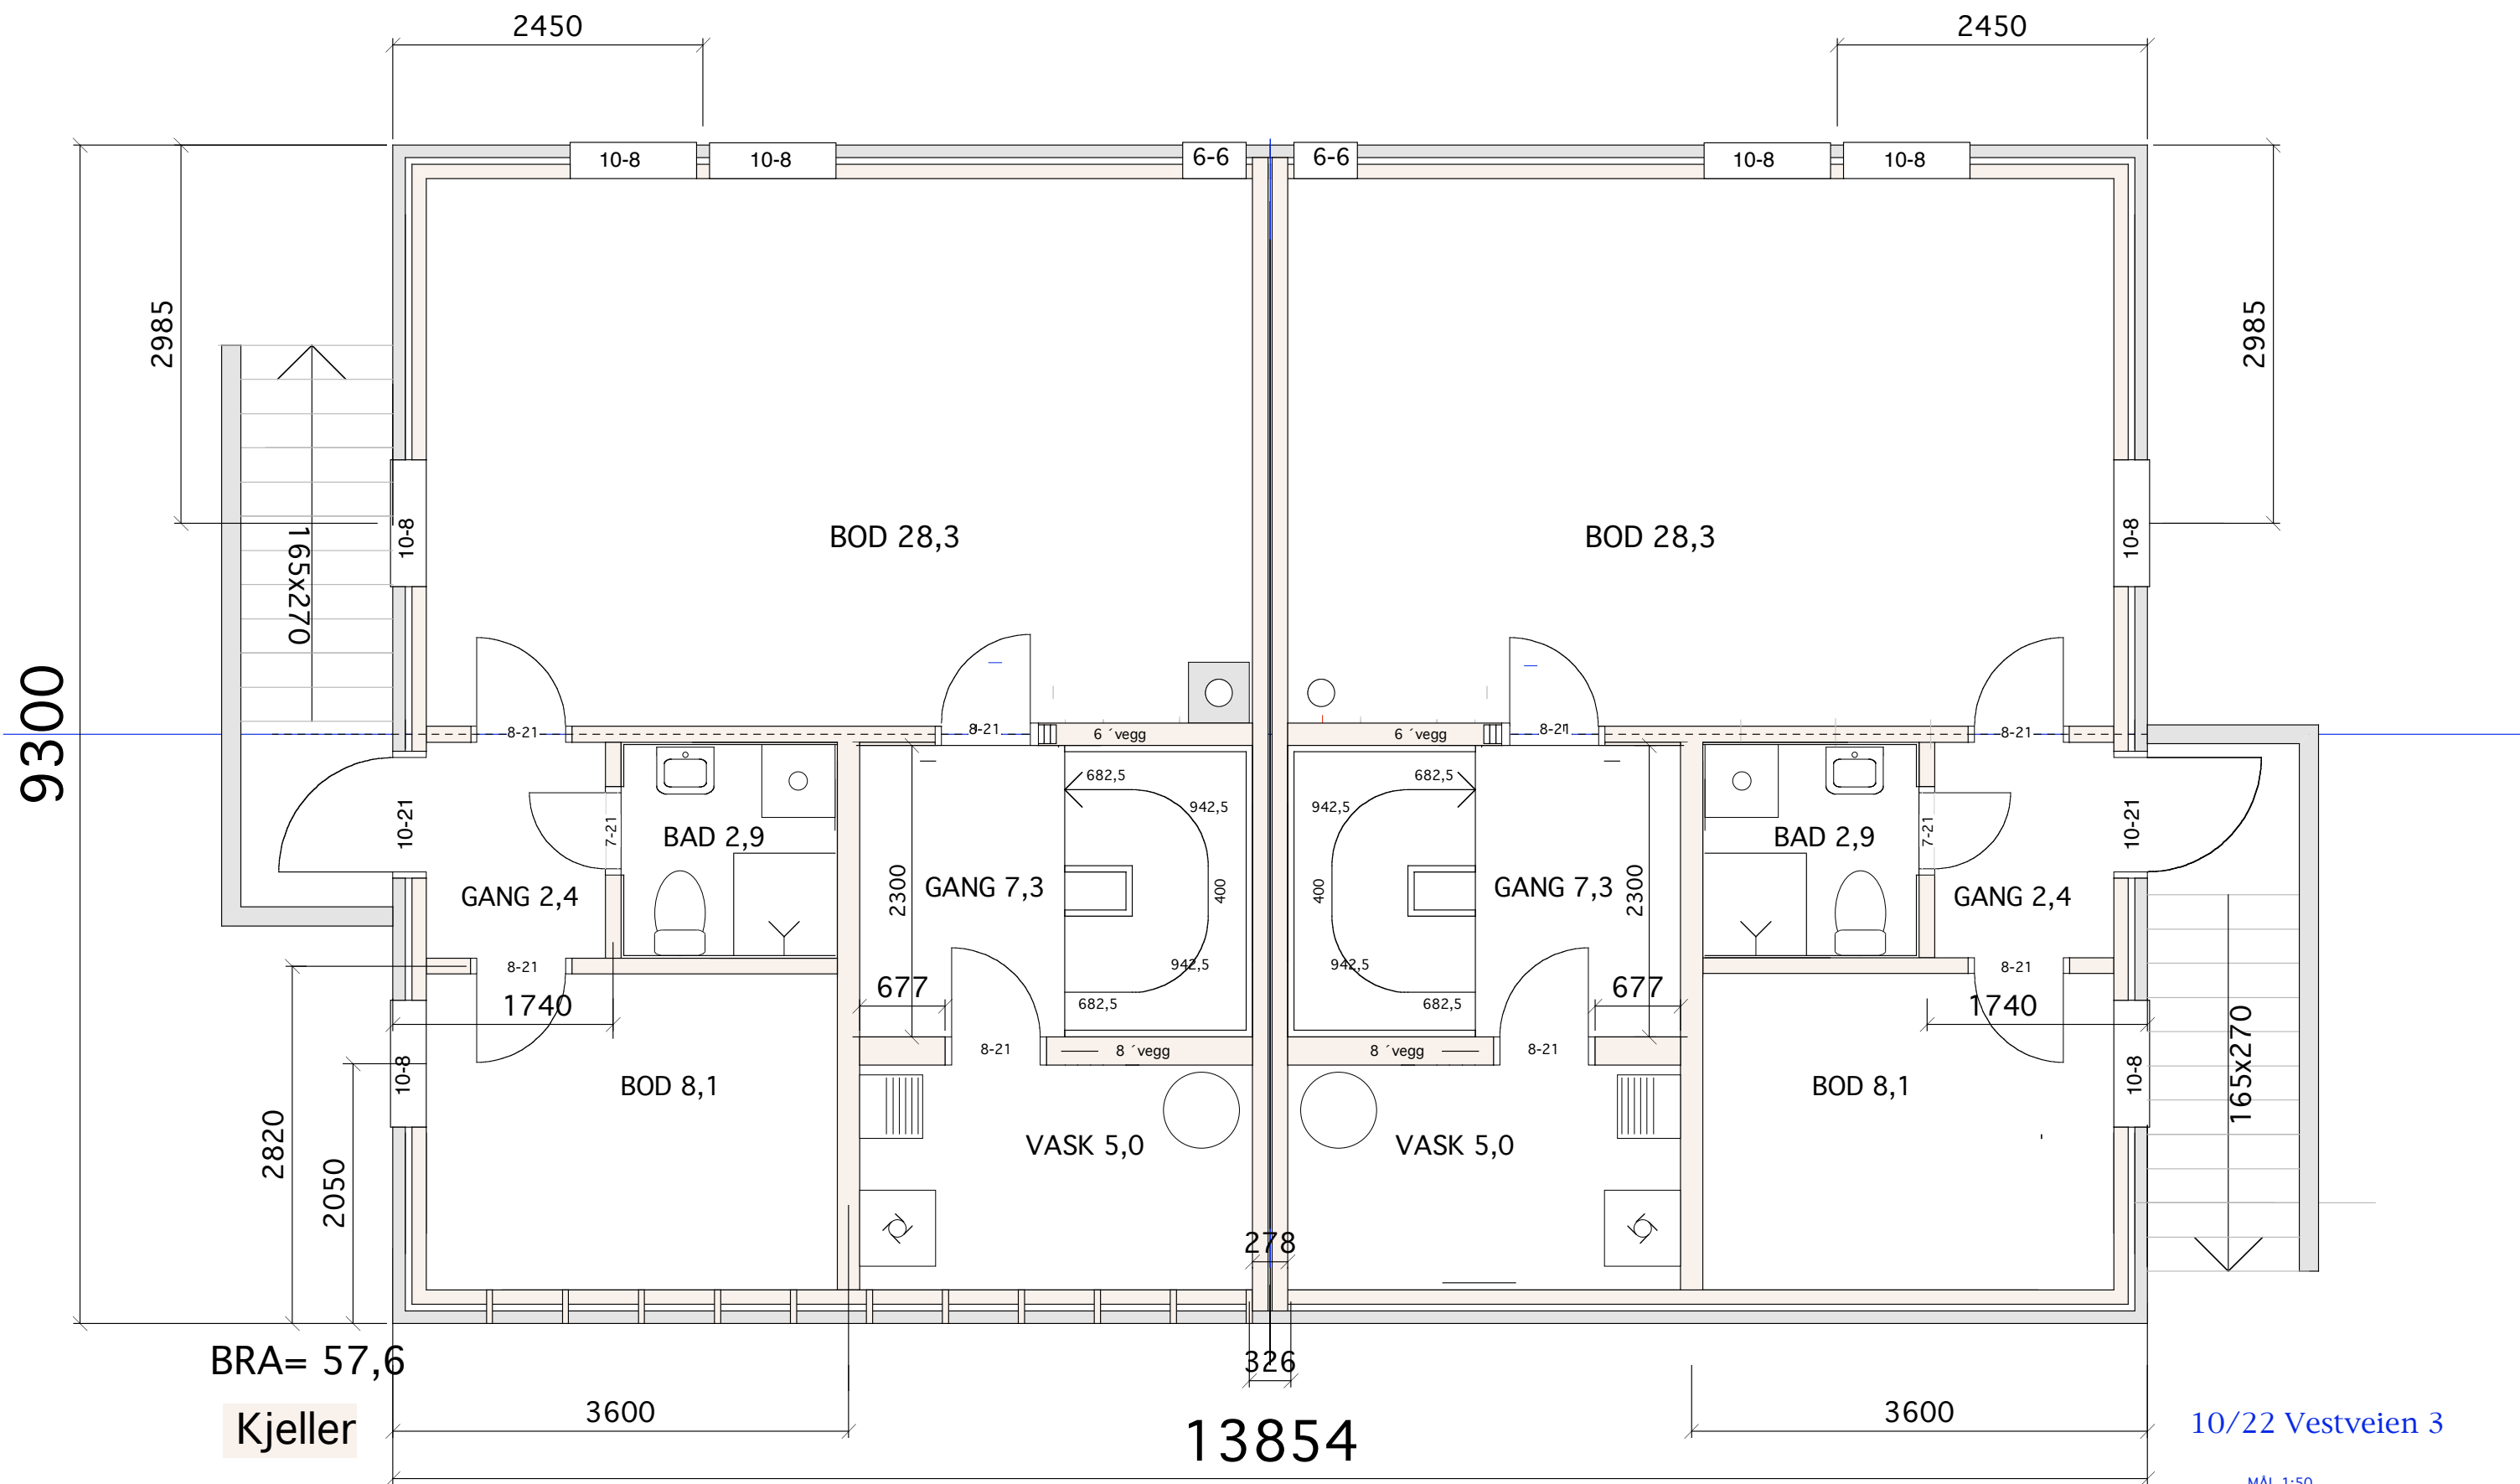 2450
2450
10-8
10-8
6-6
6-6
10-8
10-8
2985
2985
9300
165x270
10-8
BOD 28,3
BOD 28,3
10-8
8-21
8-21
6 ´vegg
6 ´vegg
8-21
8-21
682,5
682,5
942,5
942,5
10-21
7-21
BAD 2,9
BAD 2,9
7-21
10-21
GANG 2,4
2300
GANG 7,3
400
400
GANG 7,3
2300
GANG 2,4
8-21
942,5
942,5
8-21
677
677
1740
682,5
682,5
1740
8-21
8 ´vegg
8 ´vegg
8-21
10-8
BOD 8,1
BOD 8,1
10-8
165x270
2820
2050
VASK 5,0
VASK 5,0
278
BRA= 57,6
326
Kjeller
3600
13854
3600
10/22 Vestveien 3
MÅL 1:50